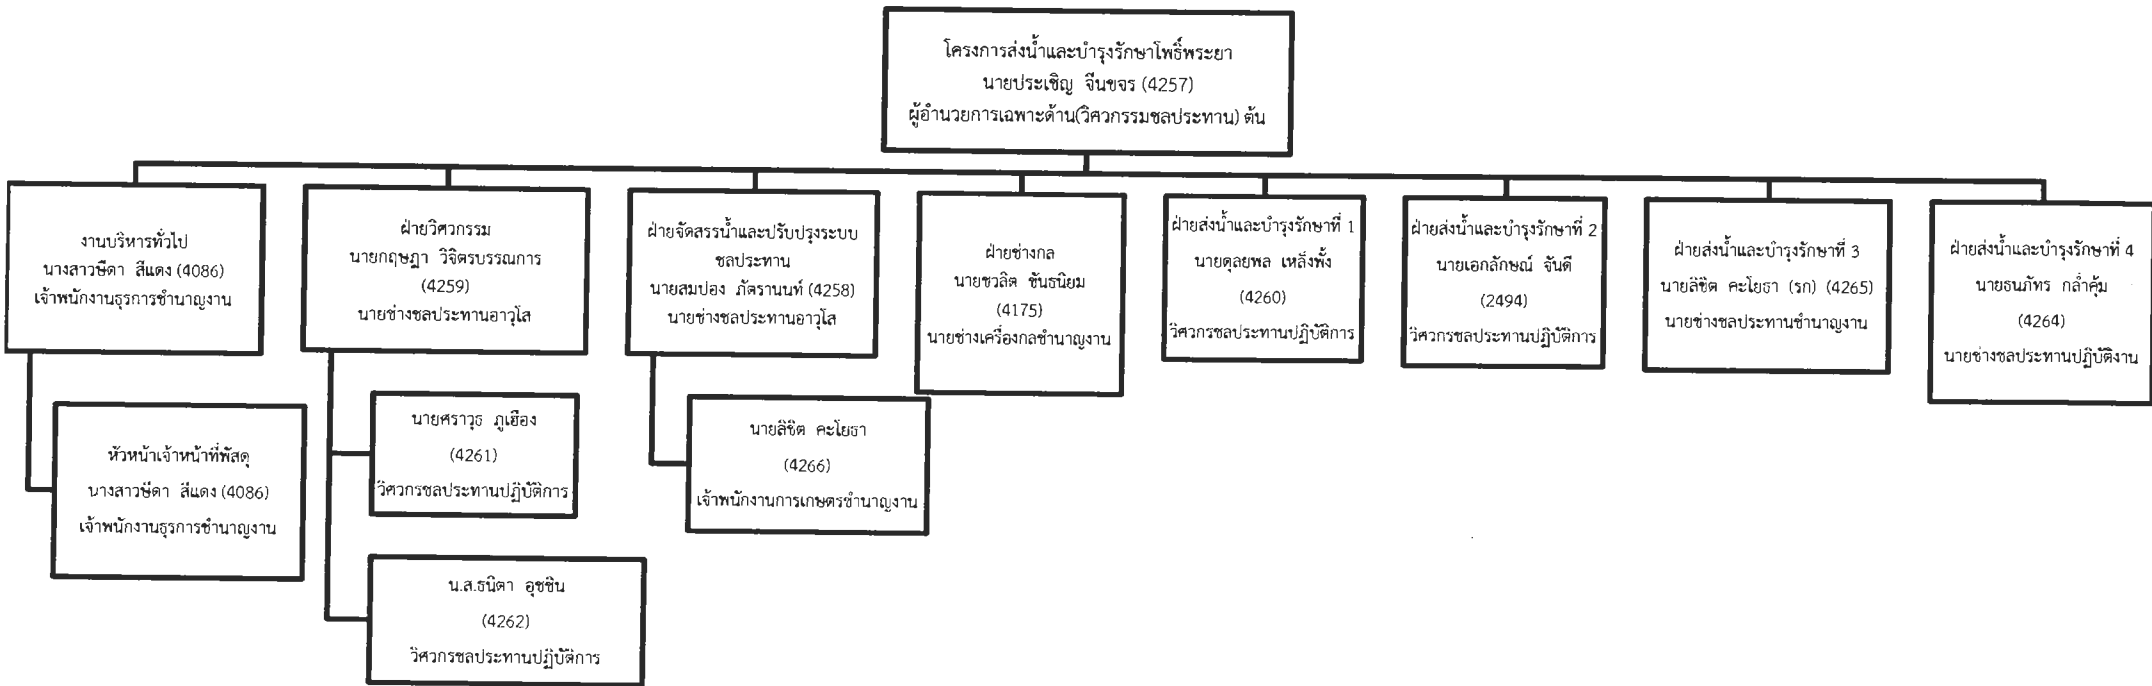 โครงการส่งน้ำและบำรุงรักษาโพธิ์พระยา
นายประเชิญ จีนขจร (4257)
ผู้อำนวยการเฉพาะด้าน(วิศวกรรมชลประทาน) ต้น
งานบริหารทั่วไป
นางสาวษีดา สีแดง (4086)
เจ้าพนักงานธุรการชำนาญงาน
ฝ่ายวิศวกรรม
นายกฤษฎา วิจิตรบรรณการ
(4259)
นายช่างชลประทานอาวุโส
ฝ่ายจัดสรรน้ำและปรับปรุงระบบ
ชลประทาน
นายสมปอง ภัตรานนท์ (4258)
นายช่างชลประทานอาวุโส
ฝ่ายช่างกล
นายชวลิต ขันธนิยม
(4175)
นายช่างเครื่องกลชำนาญงาน
ฝ่ายส่งน้ำและบำรุงรักษาที่ 1
นายดุลยพล เหล็งพั้ง
(4260)
วิศวกรชลประทานปฏิบัติการ
ฝ่ายส่งน้ำและบำรุงรักษาที่ 2
นายเอกลักษณ์ จันดี
(2494)
วิศวกรชลประทานปฏิบัติการ
ฝ่ายส่งน้ำและบำรุงรักษาที่ 3
นายลิขิต คะโยธา (รก) (4265)
นายช่างชลประทานชำนาญงาน
ฝ่ายส่งน้ำและบำรุงรักษาที่ 4
นายธนภัทร กล่ำคุ้ม
(4264)
นายช่างชลประทานปฏิบัติงาน
หัวหน้าเจ้าหน้าที่พัสดุ
นางสาวษีดา สีแดง (4086)
เจ้าพนักงานธุรการชำนาญงาน
นายศราวุธ ภูเฮือง
(4261)
วิศวกรชลประทานปฏิบัติการ
น.ส.ธนิตา อุชชิน
(4262)
วิศวกรชลประทานปฏิบัติการ
นายลิขิต คะโยธา
(4266)
เจ้าพนักงานการเกษตรชำนาญงาน